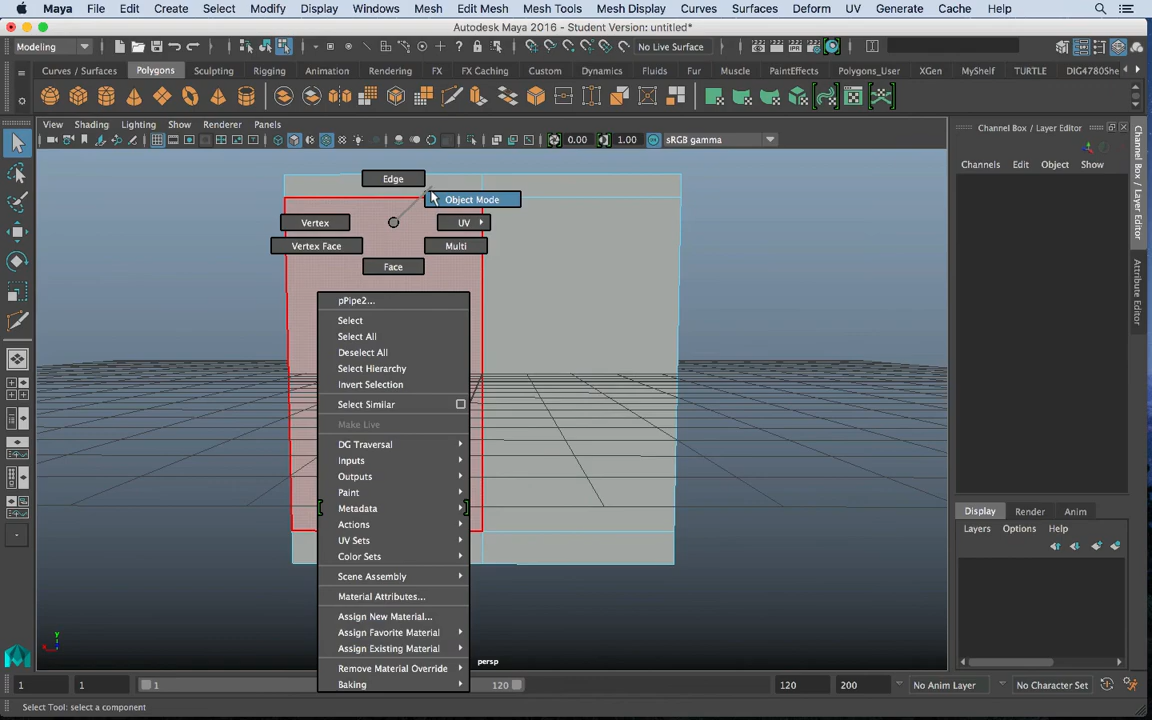 Maya File Edit Create Select Modify Display Windows Mesh Edit Mesh Mesh Tools Mesh Display Curves Surfaces Deform UV Generate Cache Help
Autodesk Maya 2016 - Student Version: untitled*
Modeling No Live Surface
Curves / Surfaces Polygons Sculpting Rigging Animation Rendering FX FX Caching Custom Dynamics Fluids Fur Muscle PaintEffects Polygons_User XGen MyShelf TURTLE DIG4780She
View Shading Lighting Show Renderer Panels
0.00 1.00 sRGB gamma
Channel Box / Layer Editor
Channels Edit Object Show
Channel Box / Layer Editor
Attribute Editor
Edge
Object Mode
Vertex UV
Vertex Face Multi
Face
pPipe2...
Select
Select All
Deselect All
Select Hierarchy
Invert Selection
Select Similar
Make Live
DG Traversal
Inputs
Outputs
Paint
Metadata
Actions
UV Sets
Color Sets
Scene Assembly
Material Attributes...
Assign New Material...
Assign Favorite Material
Assign Existing Material
Remove Material Override
Baking
persp
Display Render Anim
Layers Options Help
1 1 1 120 120 200 No Anim Layer No Character Set
Select Tool: select a component